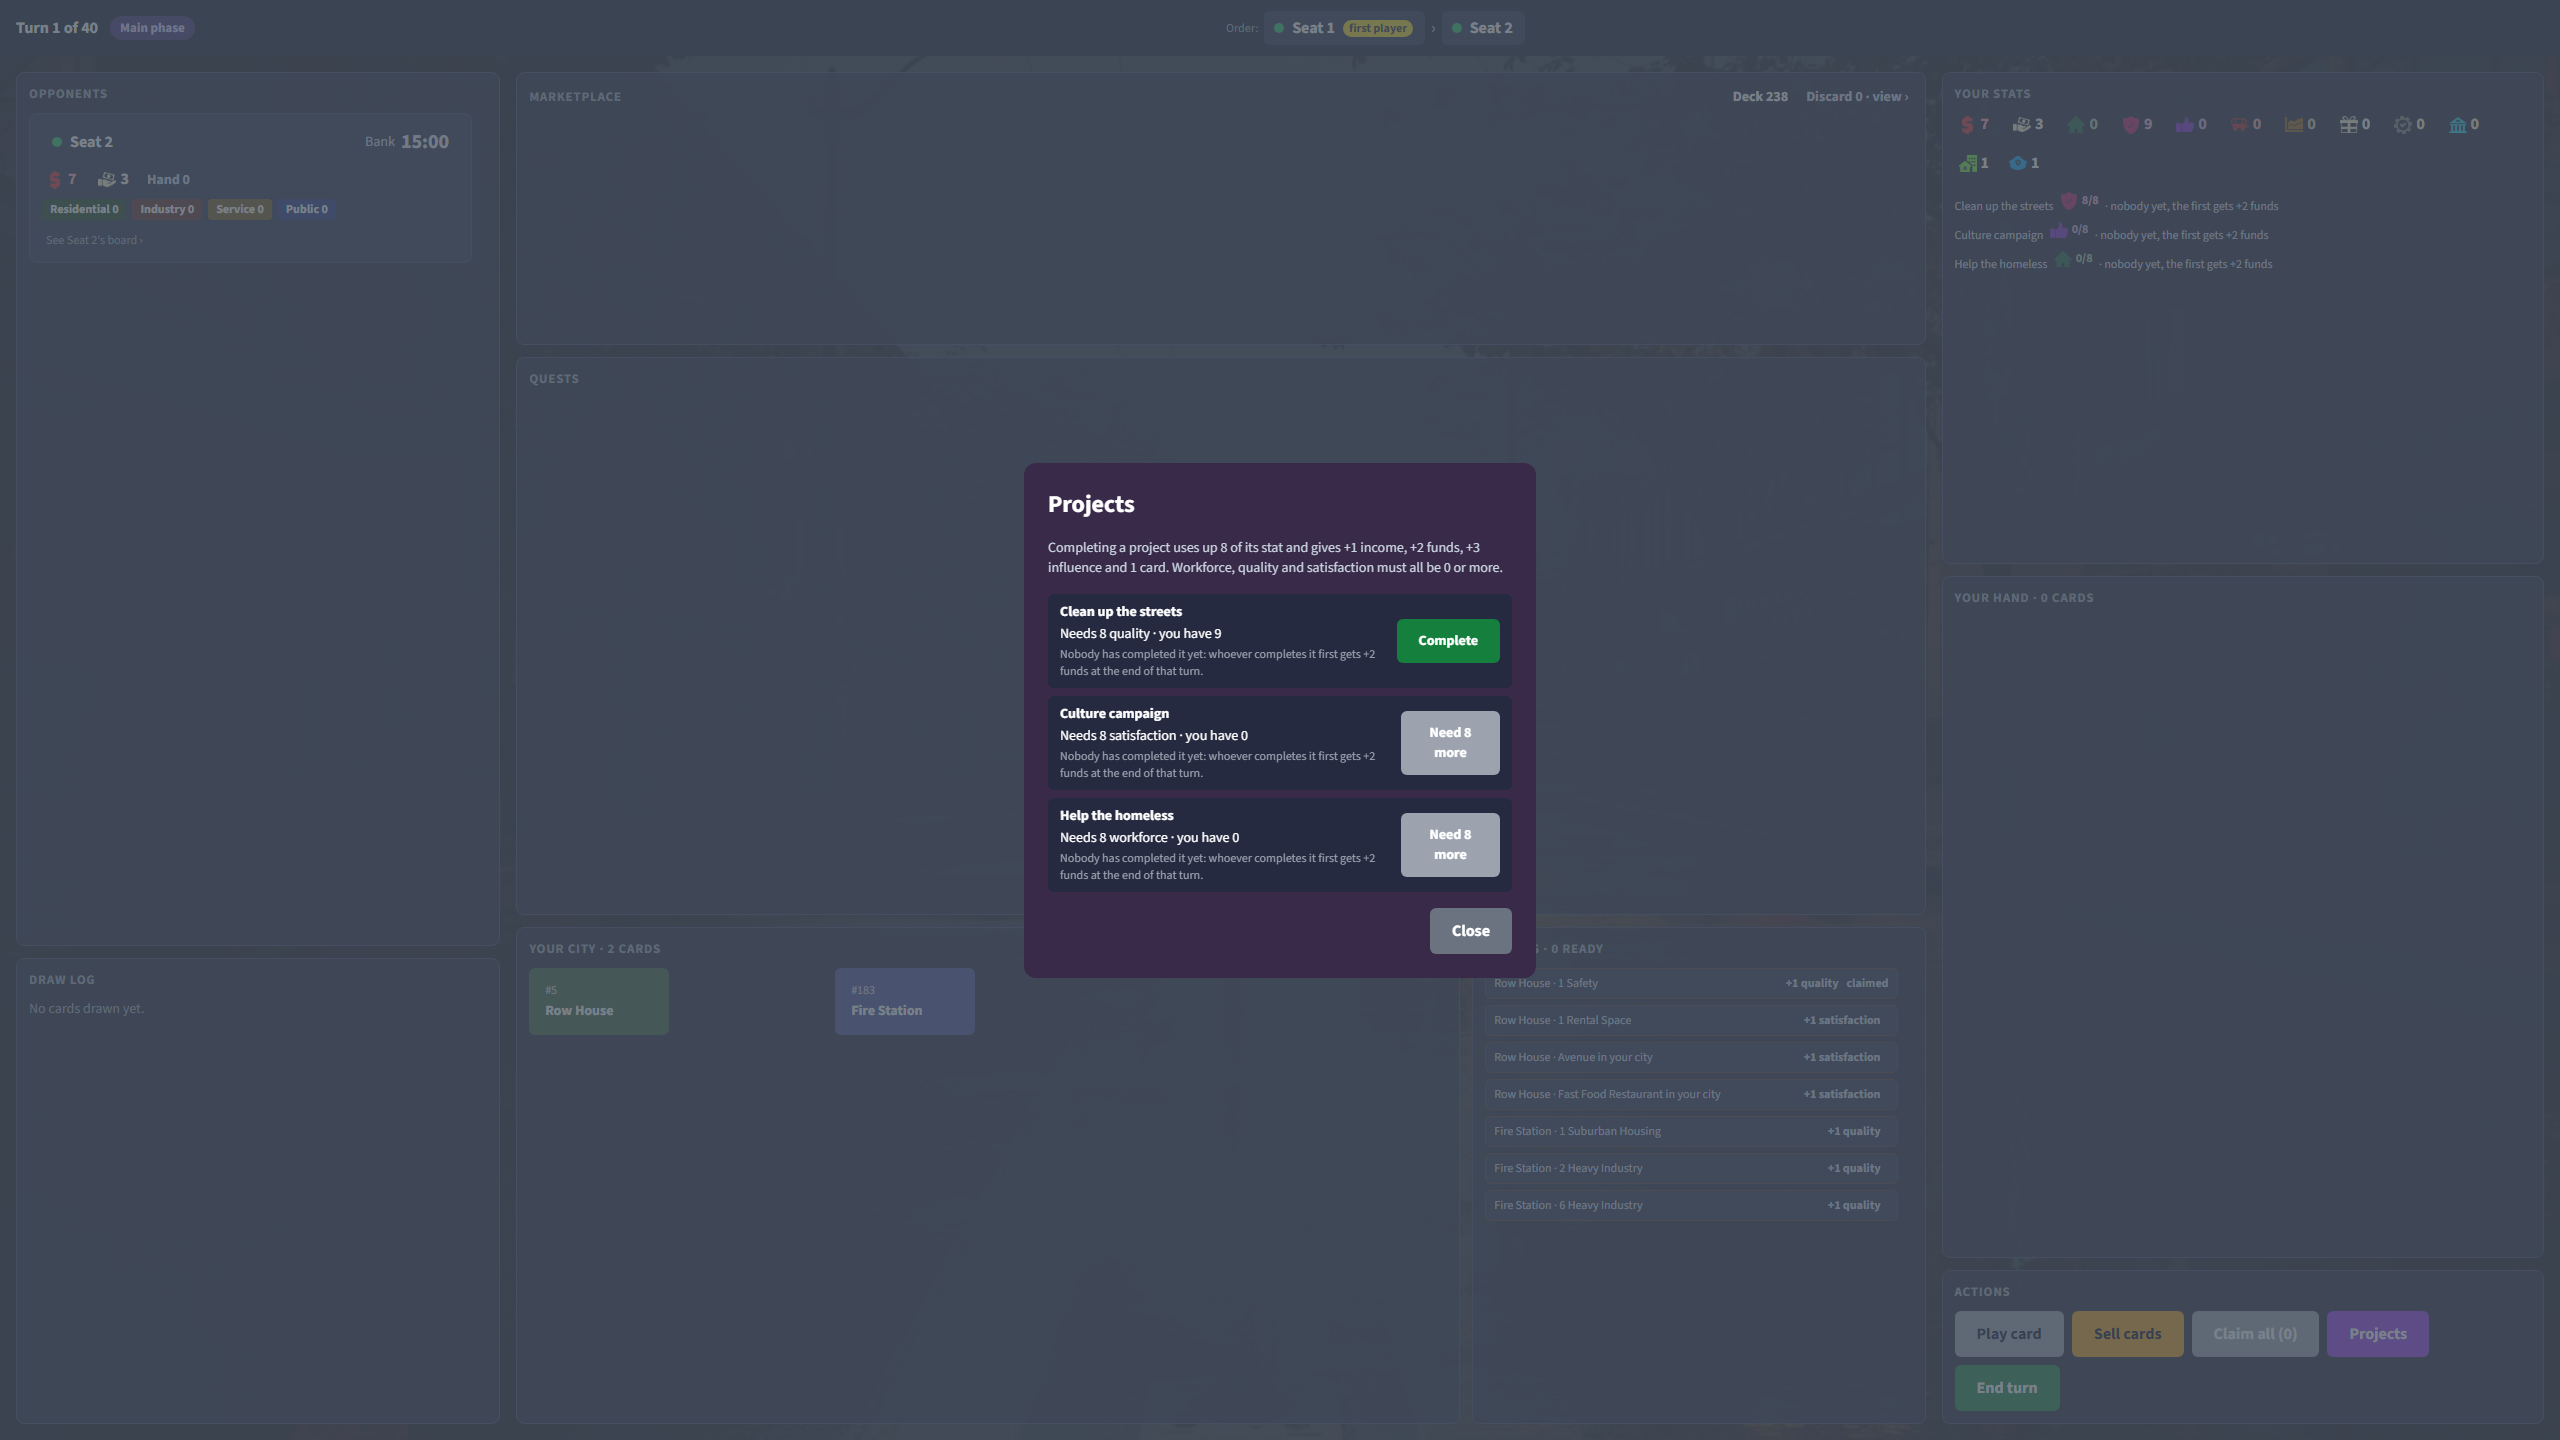 Turn 1 of 40 Main phase
Order: Seat 1 first player › Seat 2
OPPONENTS
Seat 2 Bank 15:00
$ 7 3 Hand 0
Residential 0 Industry 0 Service 0 Public 0
See Seat 2's board ›
DRAW LOG
No cards drawn yet.
MARKETPLACE Deck 238 Discard 0 · view ›
QUESTS
Projects
Completing a project uses up 8 of its stat and gives +1 income, +2 funds, +3
influence and 1 card. Workforce, quality and satisfaction must all be 0 or more.
Clean up the streets
Needs 8 quality · you have 9
Nobody has completed it yet: whoever completes it first gets +2
funds at the end of that turn.
Complete
Culture campaign
Needs 8 satisfaction · you have 0
Nobody has completed it yet: whoever completes it first gets +2
funds at the end of that turn.
Need 8
more
Help the homeless
Needs 8 workforce · you have 0
Nobody has completed it yet: whoever completes it first gets +2
funds at the end of that turn.
Need 8
more
Close
YOUR CITY · 2 CARDS
#5
Row House
#183
Fire Station
· 0 READY
Row House · 1 Safety +1 quality claimed
Row House · 1 Rental Space +1 satisfaction
Row House · Avenue in your city +1 satisfaction
Row House · Fast Food Restaurant in your city +1 satisfaction
Fire Station · 1 Suburban Housing +1 quality
Fire Station · 2 Heavy Industry +1 quality
Fire Station · 6 Heavy Industry +1 quality
YOUR STATS
$ 7 3 0 9 0 0 0 0 0 0
1 1
Clean up the streets 8/8 · nobody yet, the first gets +2 funds
Culture campaign 0/8 · nobody yet, the first gets +2 funds
Help the homeless 0/8 · nobody yet, the first gets +2 funds
YOUR HAND · 0 CARDS
ACTIONS
Play card Sell cards Claim all (0) Projects
End turn